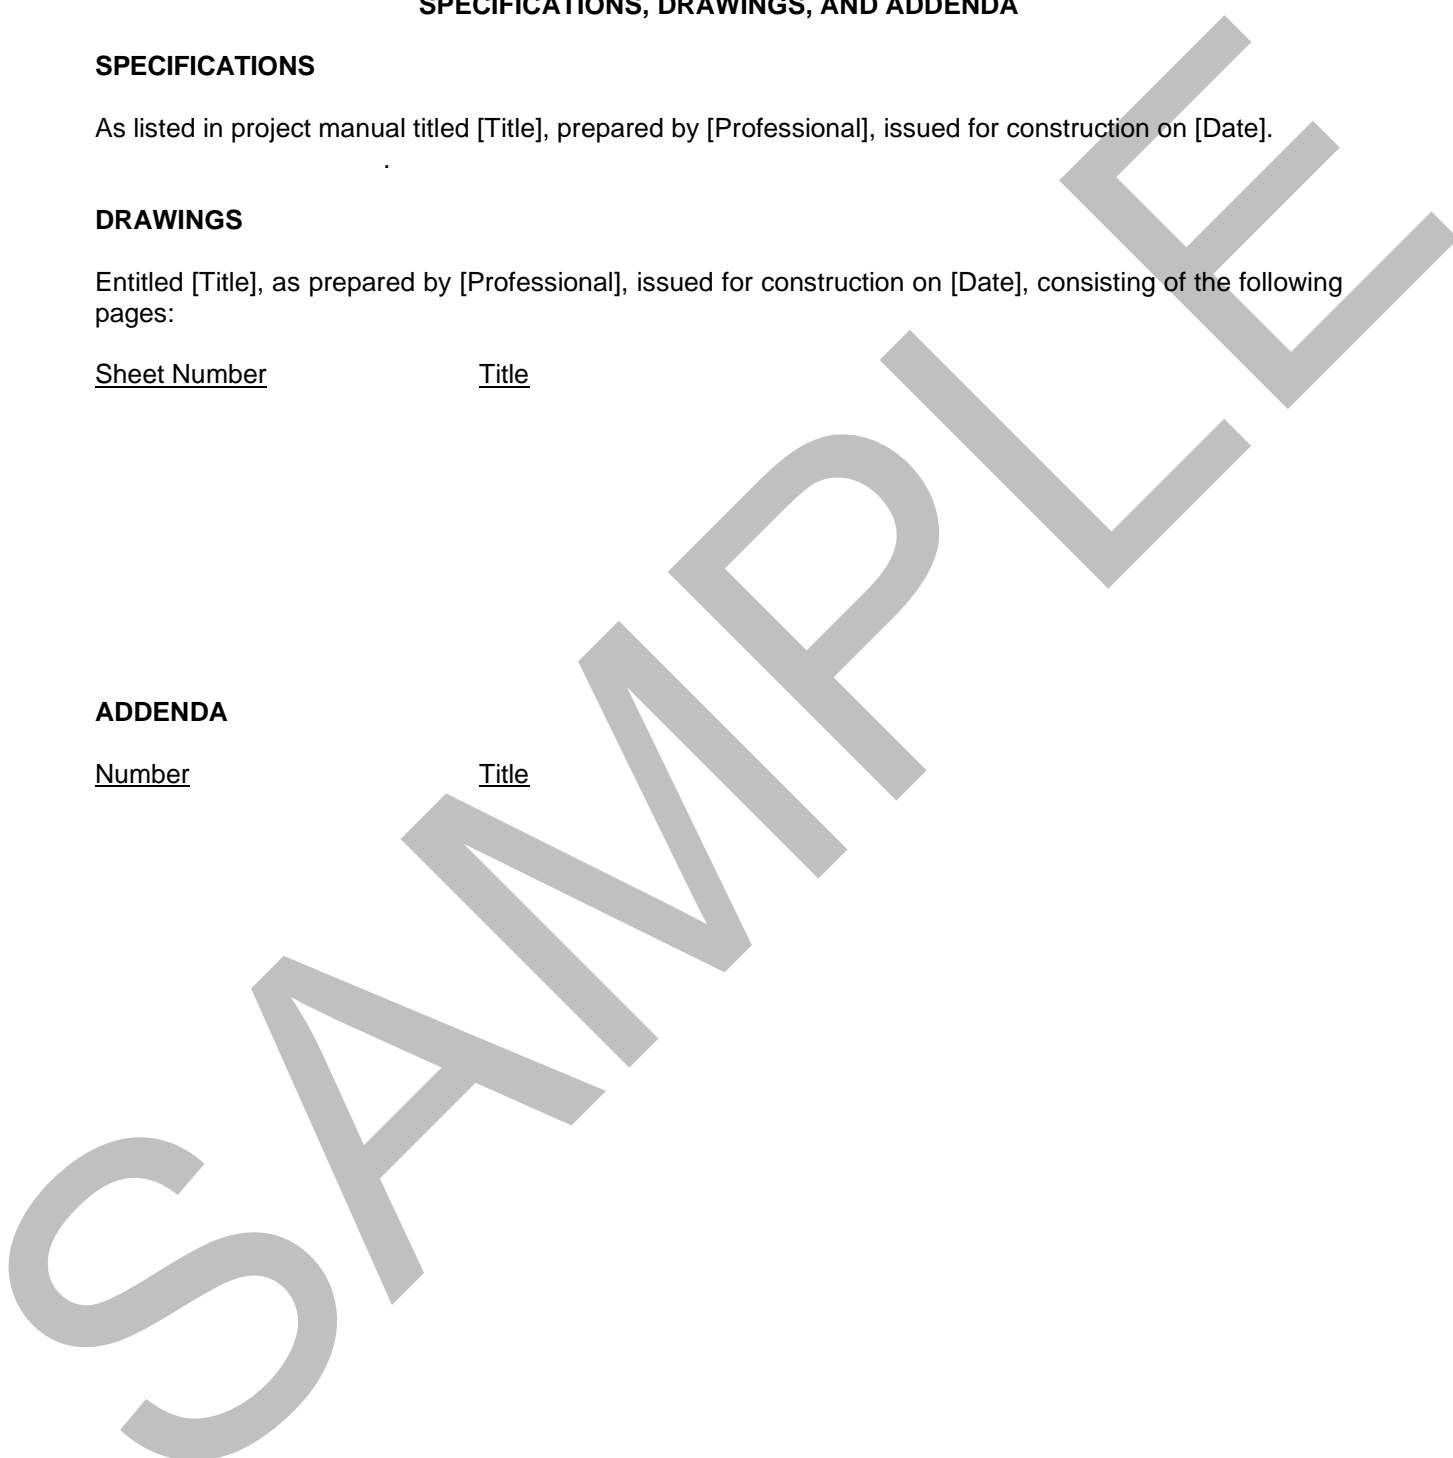 SPECIFICATIONS, DRAWINGS, AND ADDENDA
SPECIFICATIONS
As listed in project manual titled [Title], prepared by [Professional], issued for construction on [Date].
.
DRAWINGS
Entitled [Title], as prepared by [Professional], issued for construction on [Date], consisting of the following
pages:
Sheet Number Title
ADDENDA
Number Title
SAMPLE